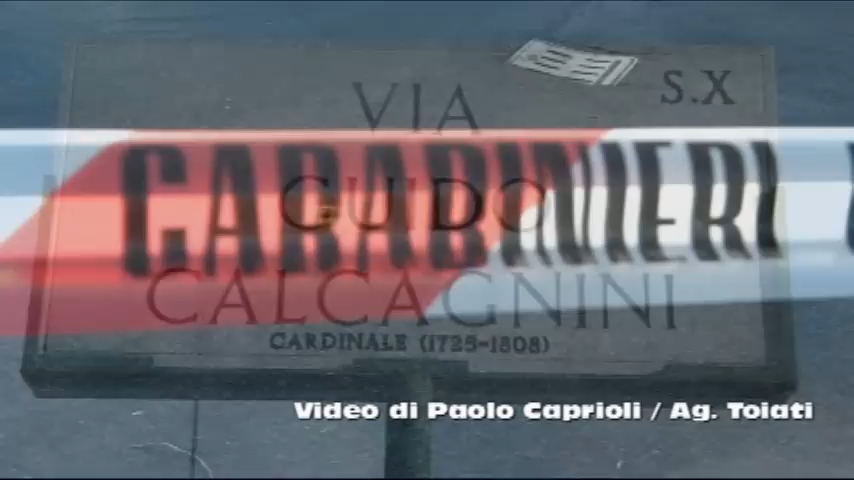 VIA
S.X
CARABINIERI
GUIDO
CALCAGNINI
CARDINALE (1725-1808)
Video di Paolo Caprioli / Ag. Toiati